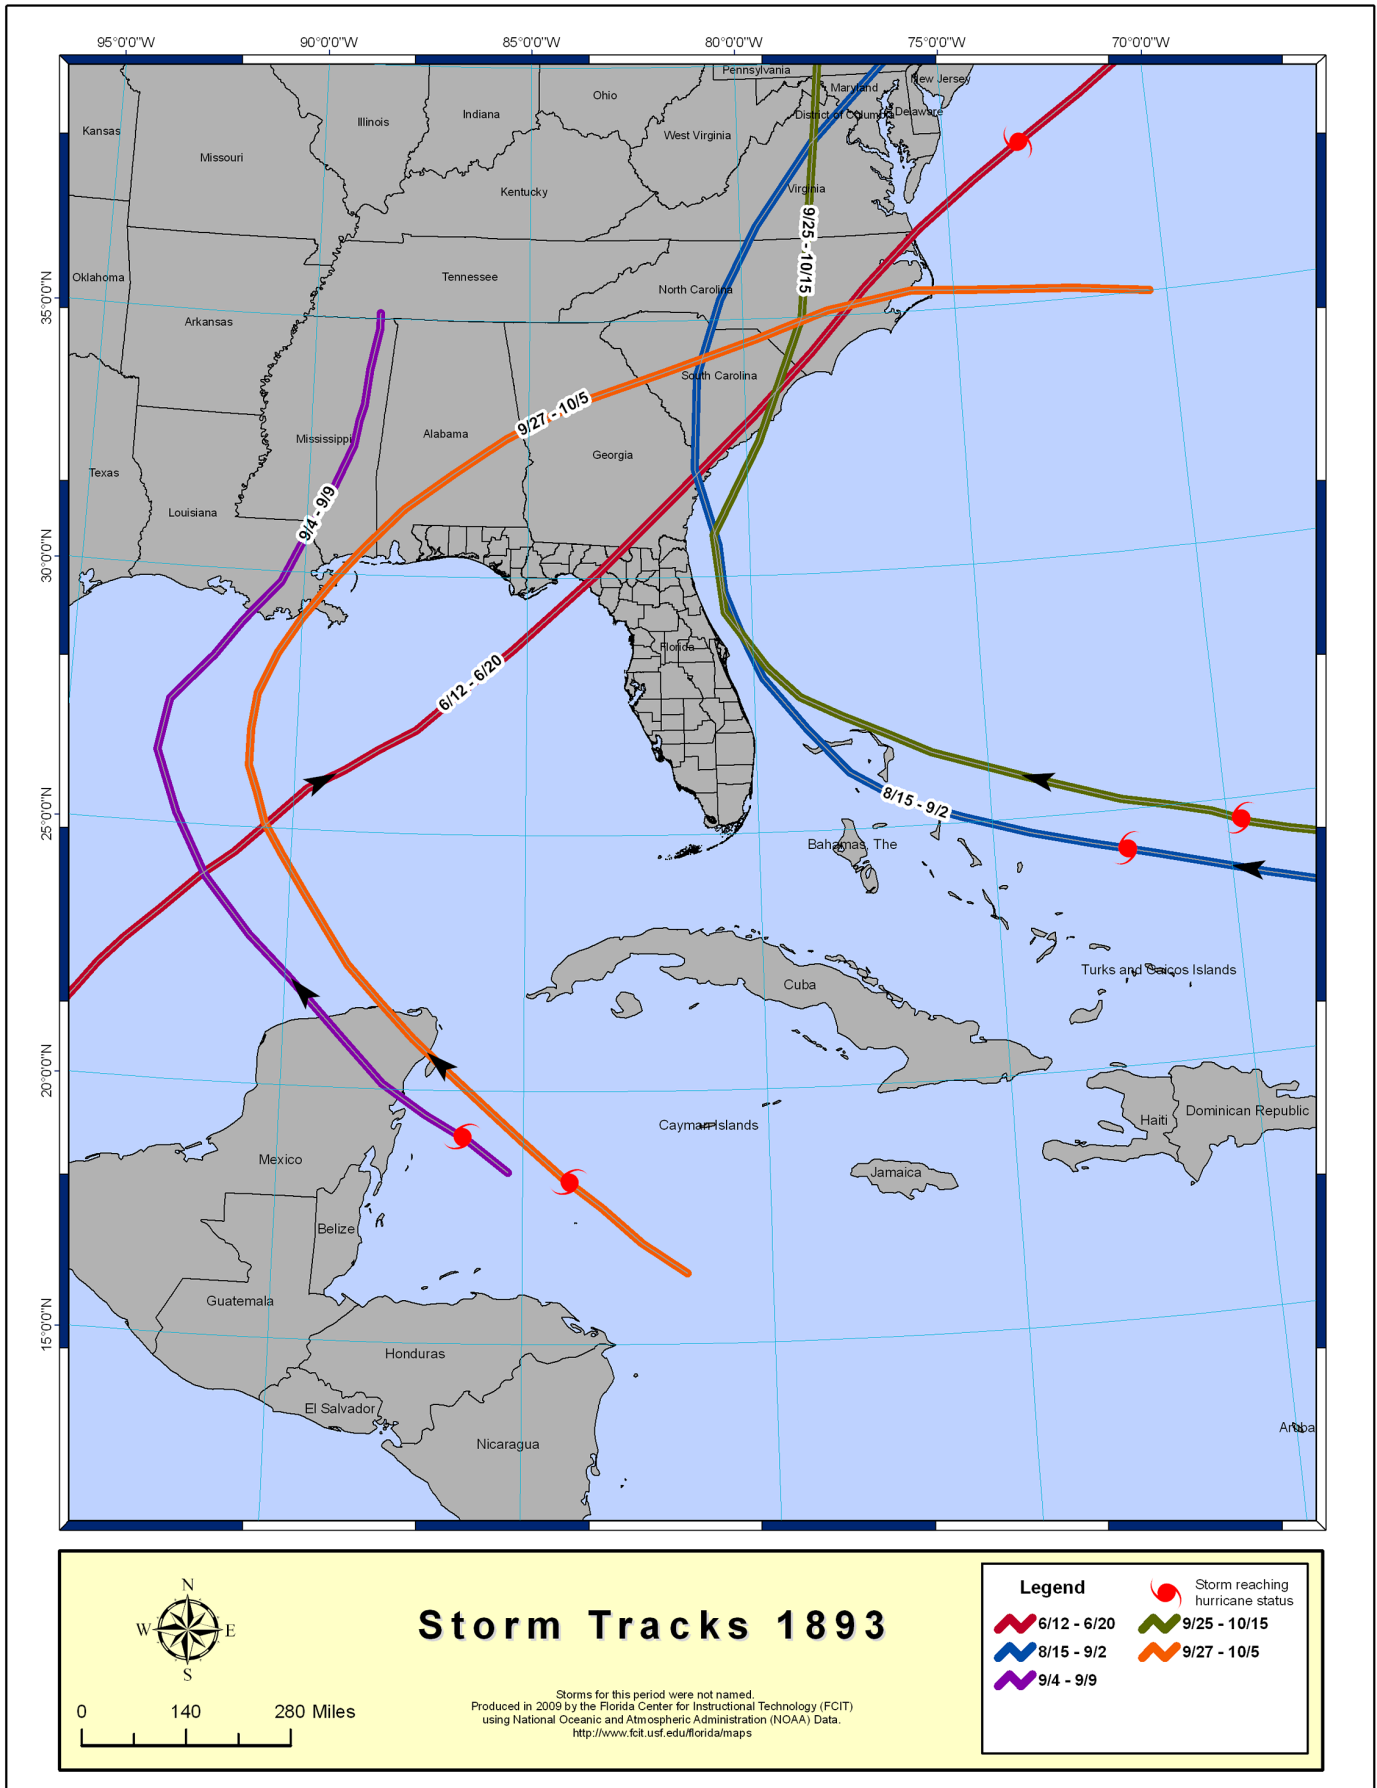 95°0'0"W 90°0'0"W 85°0'0"W 80°0'0"W 75°0'0"W 70°0'0"W
Pennsylvania
New Jersey
Maryland
Ohio
Delaware
District of Columbia
Indiana
Illinois
Kansas
West Virginia
Missouri
Kentucky
Virginia
9/25 - 10/15
Oklahoma
Tennessee
North Carolina
35°0'0"N
Arkansas
South Carolina
9/27 - 10/5
Mississippi
Alabama
Georgia
Texas
Louisiana
9/4 - 9/9
30°0'0"N
Florida
6/12 - 6/20
8/15 - 9/2
25°0'0"N
Bahamas, The
Turks and Caicos Islands
Cuba
20°0'0"N
Haiti
Dominican Republic
Cayman Islands
Mexico
Jamaica
Belize
Guatemala
15°0'0"N
Honduras
El Salvador
Aruba
Nicaragua
N
W E
S
0 140 280 Miles
Storm Tracks 1893
Storms for this period were not named.
Produced in 2009 by the Florida Center for Instructional Technology (FCIT)
using National Oceanic and Atmospheric Administration (NOAA) Data.
http://www.fcit.usf.edu/florida/maps
Legend
Storm reaching
hurricane status
6/12 - 6/20
9/25 - 10/15
8/15 - 9/2
9/27 - 10/5
9/4 - 9/9